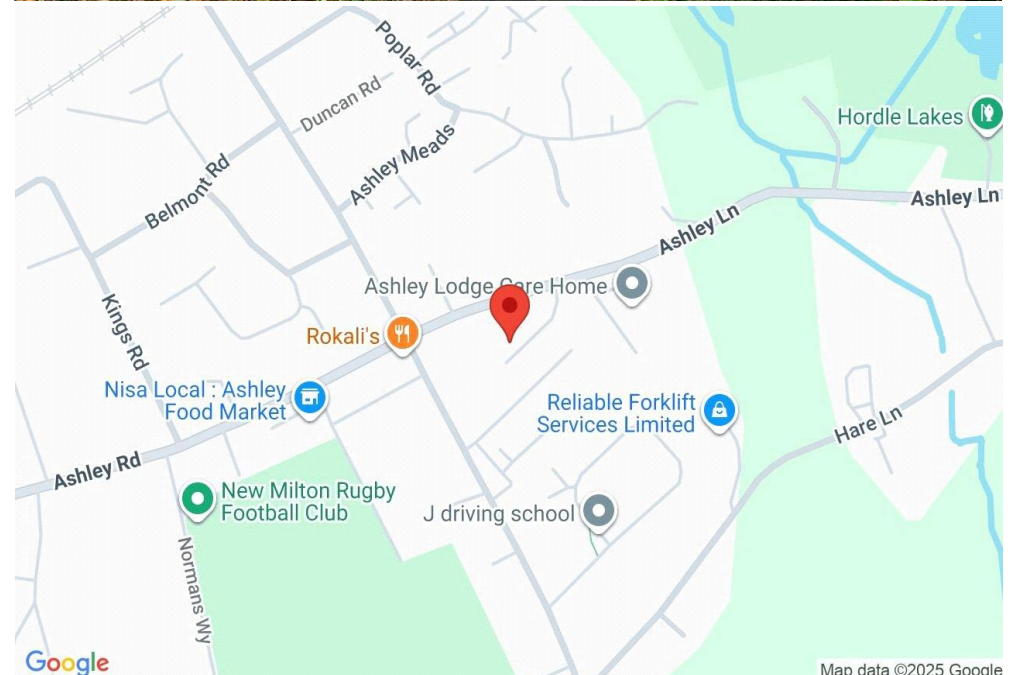 Poplar Rd
Duncan Rd
Ashley Meads
Belmont Rd
Hordle Lakes
Ashley Ln
Ashley Ln
Ashley Lodge Care Home
Kings Rd
Rokali's
Nisa Local : Ashley
Food Market
Reliable Forklift
Services Limited
Hare Ln
Ashley Rd
New Milton Rugby
Football Club
J driving school
Normans Wy
Google
Map data ©2025 Google